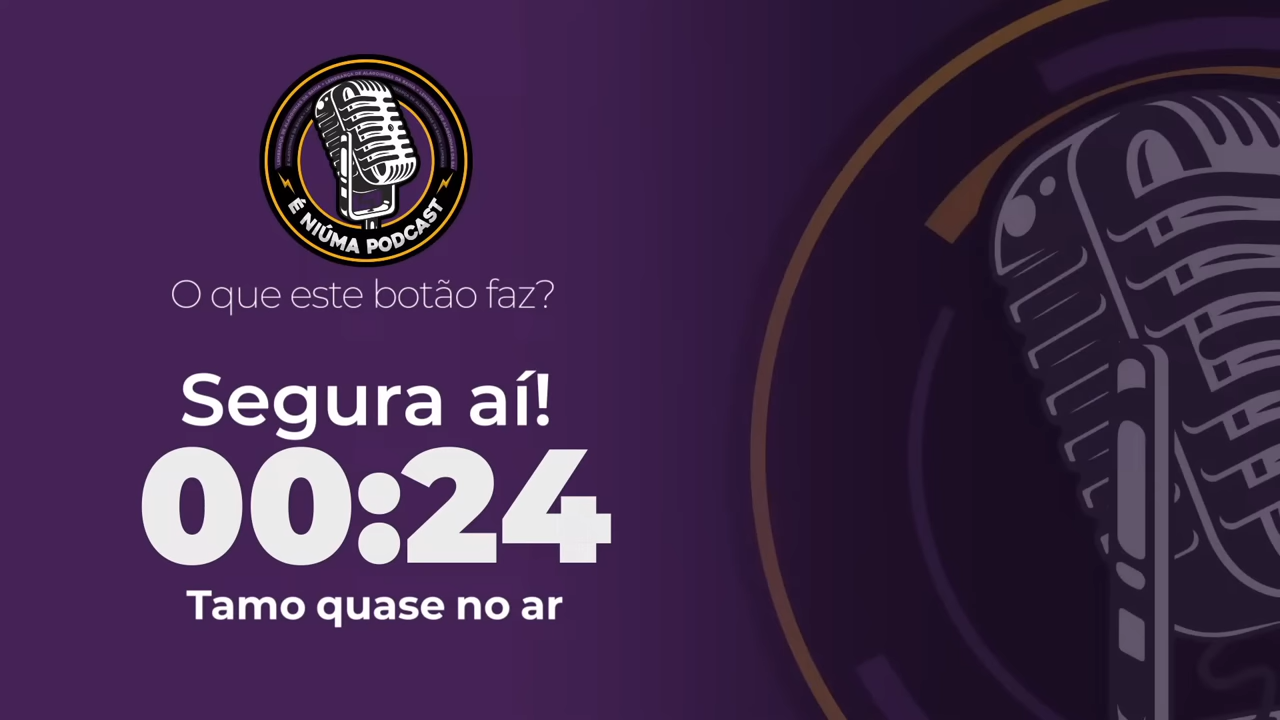 É NIÚMA PODCAST
O que este botão faz?
Segura aí!
00:24
Tamo quase no ar